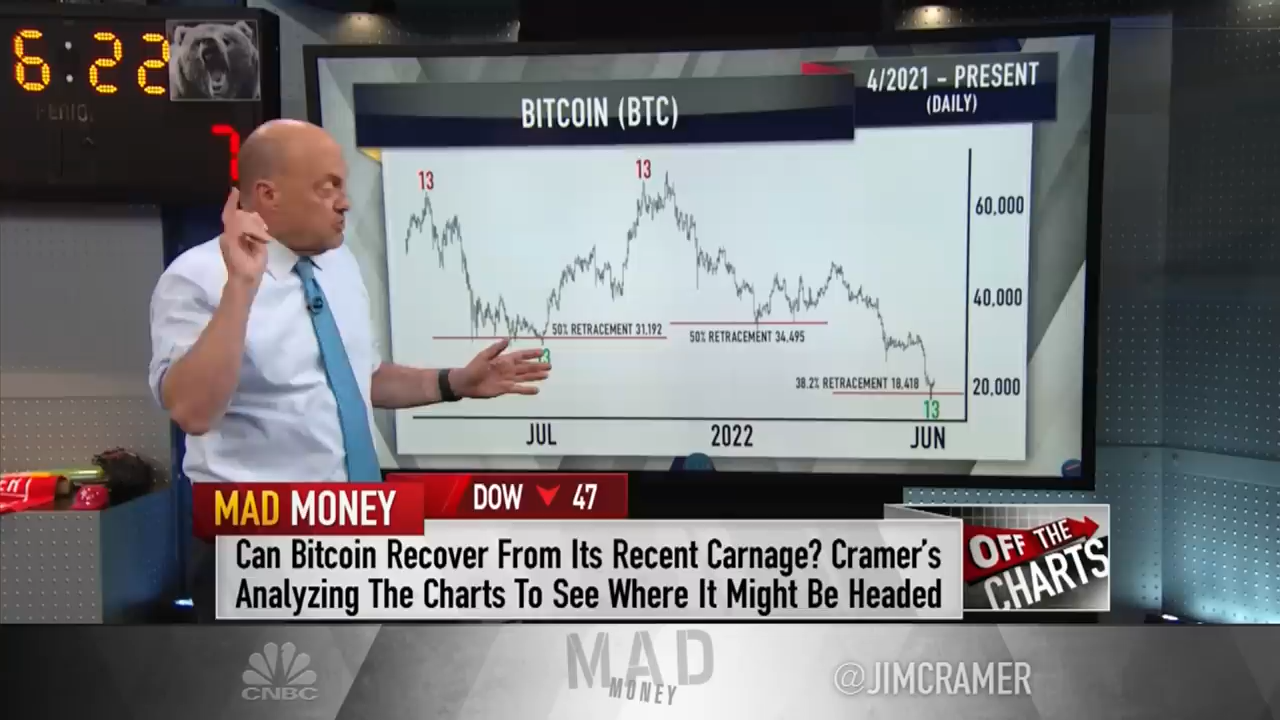 6:22
7
BITCOIN (BTC)
4/2021 - PRESENT
(DAILY)
13
13
60,000
40,000
50% RETRACEMENT 31,192
50% RETRACEMENT 34,495
38.2% RETRACEMENT 18,418
20,000
13
JUL
2022
JUN
MAD MONEY
DOW
47
Can Bitcoin Recover From Its Recent Carnage? Cramer's
Analyzing The Charts To See Where It Might Be Headed
OFF THE
CHARTS
CNBC
MAD
MONEY
@JIMCRAMER